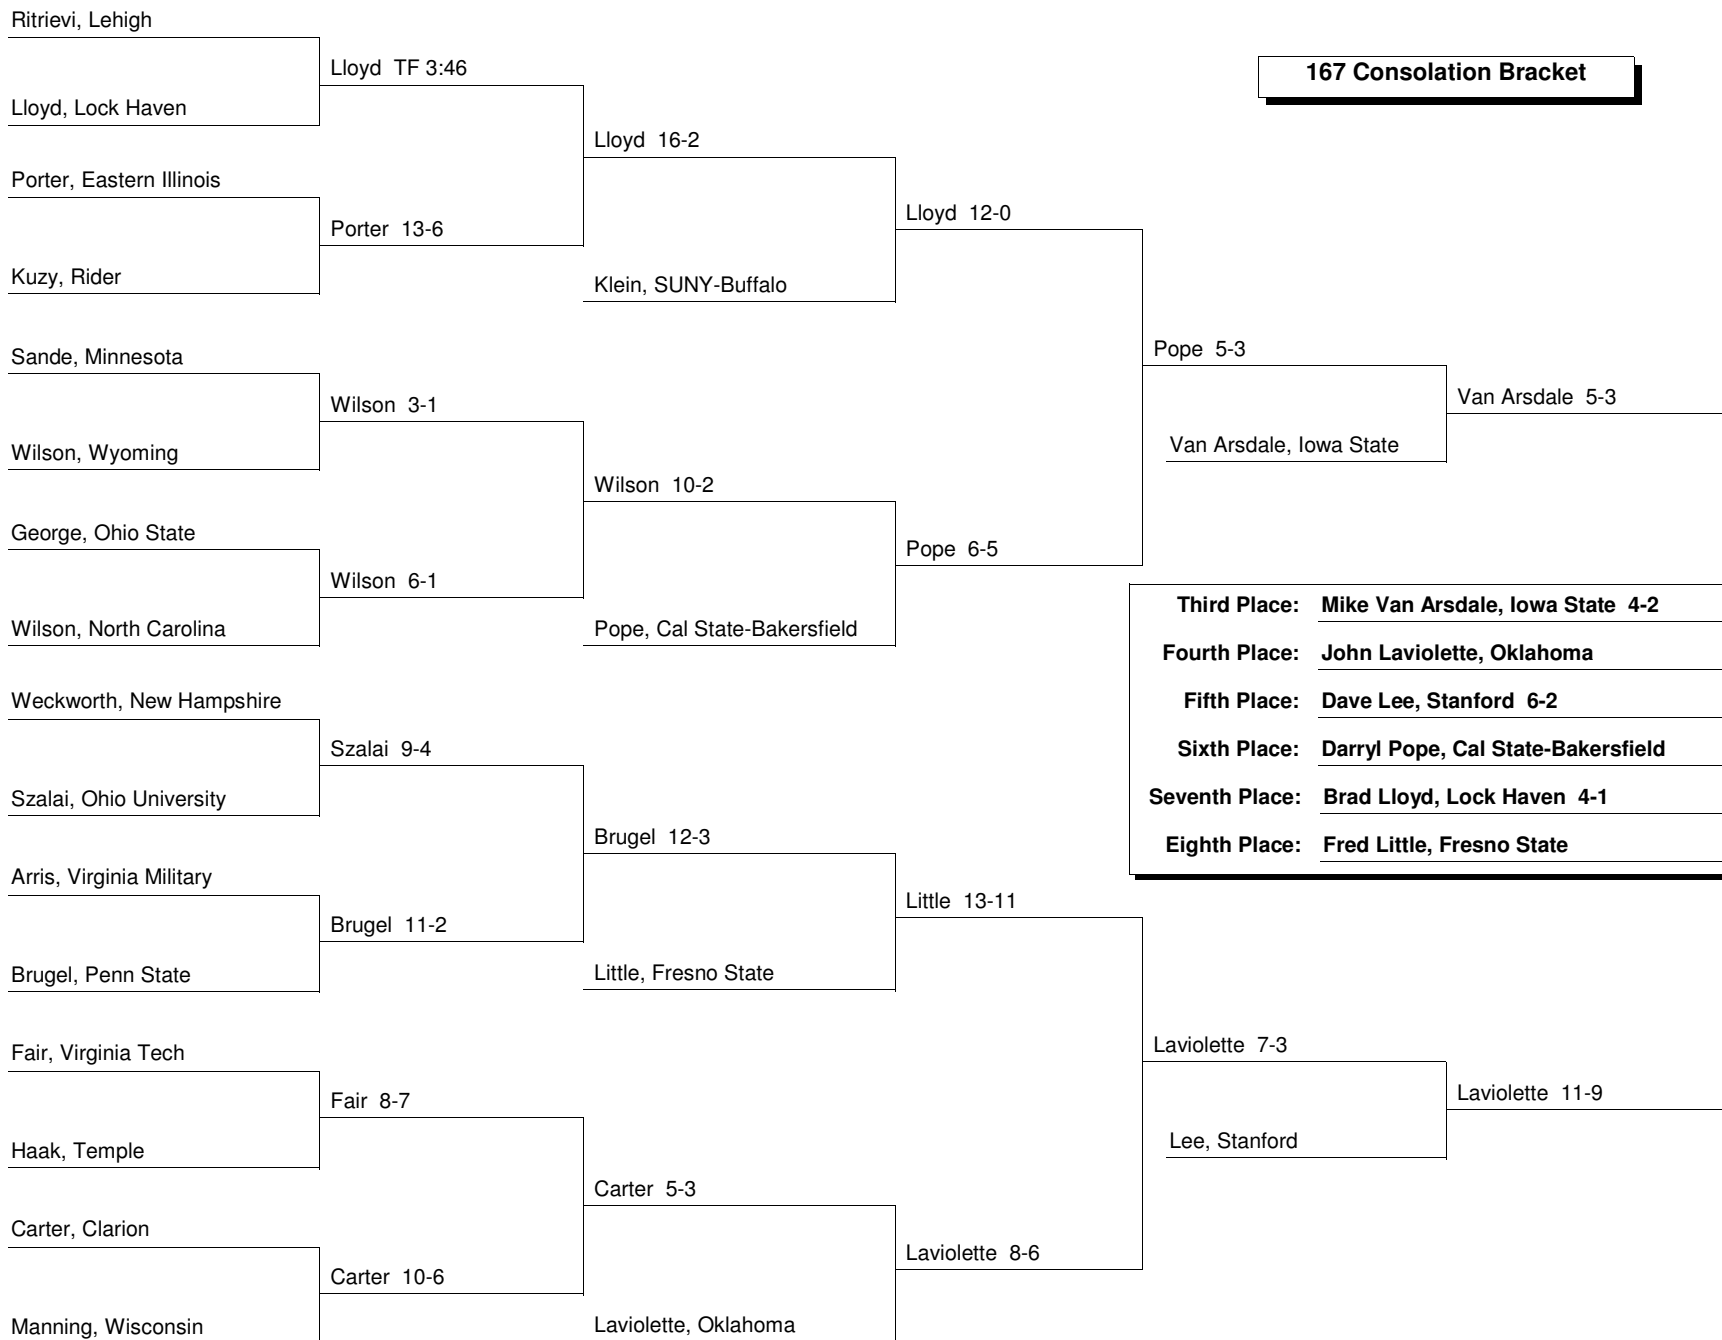 167 Consolation Bracket
Ritrievi, Lehigh
Lloyd, Lock Haven
Porter, Eastern Illinois
Kuzy, Rider
Sande, Minnesota
Wilson, Wyoming
George, Ohio State
Wilson, North Carolina
Weckworth, New Hampshire
Szalai, Ohio University
Arris, Virginia Military
Brugel, Penn State
Fair, Virginia Tech
Haak, Temple
Carter, Clarion
Manning, Wisconsin
Lloyd TF 3:46
Porter 13-6
Wilson 3-1
Wilson 6-1
Szalai 9-4
Brugel 11-2
Fair 8-7
Carter 10-6
Lloyd 16-2
Klein, SUNY-Buffalo
Wilson 10-2
Pope, Cal State-Bakersfield
Brugel 12-3
Little, Fresno State
Carter 5-3
Laviolette, Oklahoma
Lloyd 12-0
Pope 6-5
Little 13-11
Laviolette 8-6
Pope 5-3
Van Arsdale, Iowa State
Laviolette 7-3
Lee, Stanford
Van Arsdale 5-3
Laviolette 11-9
Third Place: Mike Van Arsdale, Iowa State 4-2
Fourth Place: John Laviolette, Oklahoma
Fifth Place: Dave Lee, Stanford 6-2
Sixth Place: Darryl Pope, Cal State-Bakersfield
Seventh Place: Brad Lloyd, Lock Haven 4-1
Eighth Place: Fred Little, Fresno State